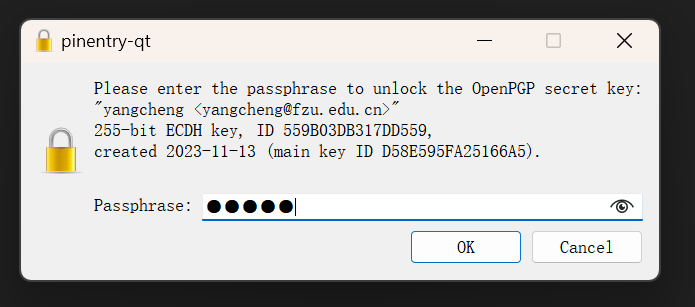 pinentry-qt
Please enter the passphrase to unlock the OpenPGP secret key:
"yangcheng <yangcheng@fzu.edu.cn>"
255-bit ECDH key, ID 559B03DB317DD559,
created 2023-11-13 (main key ID D58E595FA25166A5).
Passphrase: ●●●●●
OK Cancel